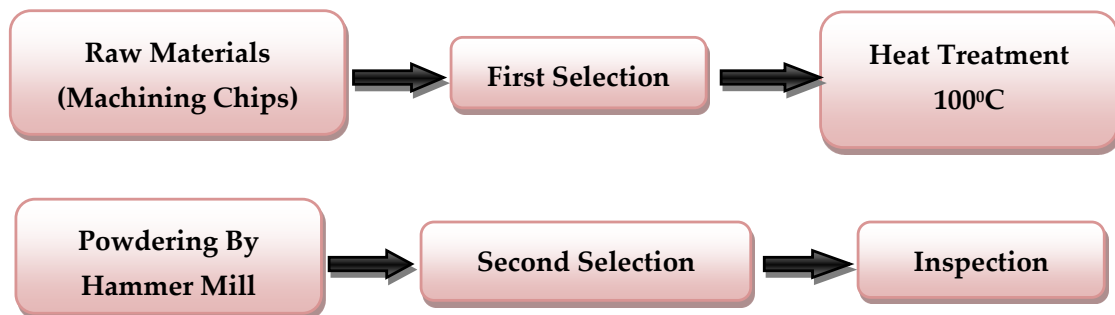 Raw Materials
(Machining Chips)
First Selection
Heat Treatment
100⁰C
Powdering By
Hammer Mill
Second Selection
Inspection